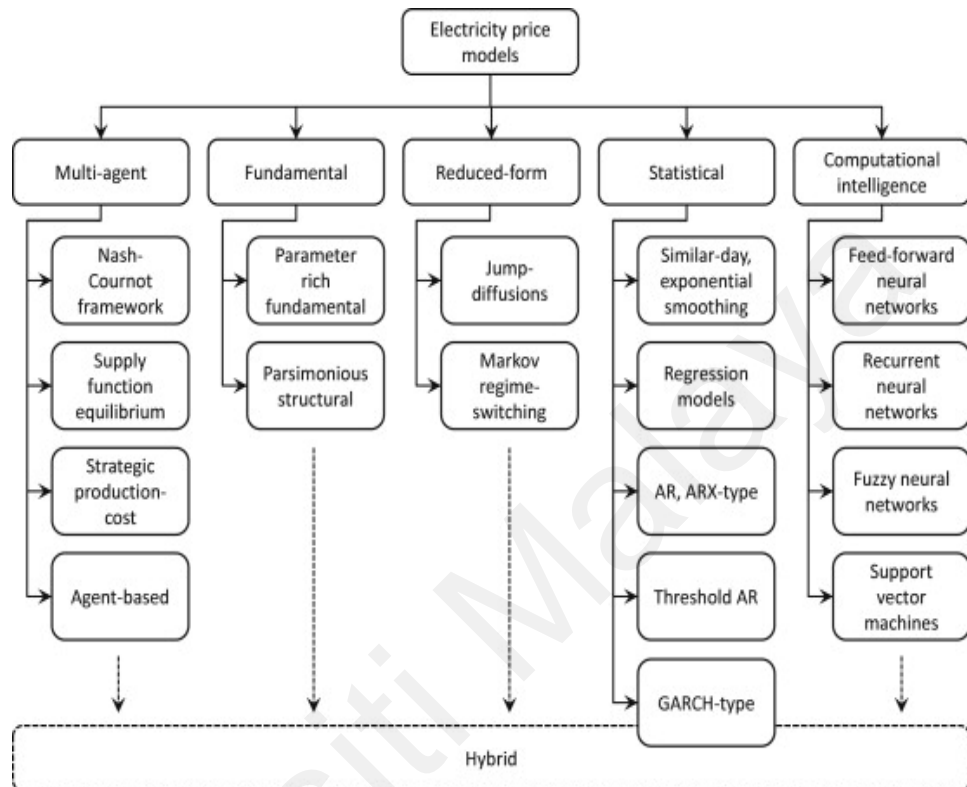 Electricity price
models
Multi-agent
Fundamental
Reduced-form
Statistical
Computational
intelligence
Nash-
Cournot
framework
Supply
function
equilibrium
Strategic
production-
cost
Agent-based
Parameter
rich
fundamental
Parsimonious
structural
Jump-
diffusions
Markov
regime-
switching
Similar-day,
exponential
smoothing
Regression
models
AR, ARX-type
Threshold AR
GARCH-type
Feed-forward
neural
networks
Recurrent
neural
networks
Fuzzy neural
networks
Support
vector
machines
Hybrid
siti Malaya